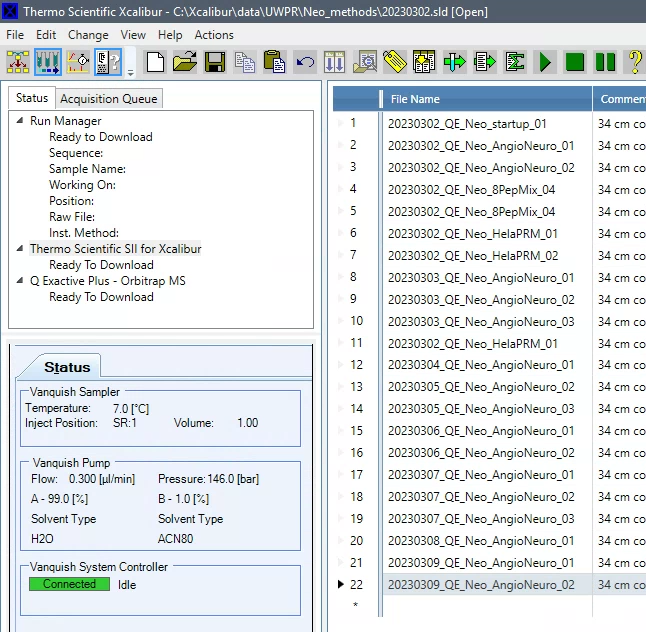 Thermo Scientific Xcalibur - C:\Xcalibur\data\UWPR\Neo_methods\20230302.sld [Open]
File Edit Change View Help Actions
Status Acquisition Queue
Run Manager
Ready to Download
Sequence:
Sample Name:
Working On:
Position:
Raw File:
Inst. Method:
Thermo Scientific SII for Xcalibur
Ready To Download
Q Exactive Plus - Orbitrap MS
Ready To Download
Status
Vanquish Sampler
Temperature: 7.0 [°C]
Inject Position: SR:1 Volume: 1.00
Vanquish Pump
Flow: 0.300 [µl/min] Pressure: 146.0 [bar]
A - 99.0 [%] B - 1.0 [%]
Solvent Type Solvent Type
H2O ACN80
Vanquish System Controller
Connected Idle
File Name Commen
1 20230302_QE_Neo_startup_01 34 cm co
2 20230302_QE_Neo_AngioNeuro_01 34 cm co
3 20230302_QE_Neo_AngioNeuro_02 34 cm co
4 20230302_QE_Neo_8PepMix_04 34 cm co
5 20230302_QE_Neo_8PepMix_04 34 cm co
6 20230302_QE_Neo_HelaPRM_01 34 cm co
7 20230302_QE_Neo_HelaPRM_02 34 cm co
8 20230303_QE_Neo_AngioNeuro_01 34 cm co
9 20230303_QE_Neo_AngioNeuro_02 34 cm co
10 20230303_QE_Neo_AngioNeuro_03 34 cm co
11 20230302_QE_Neo_HelaPRM_01 34 cm co
12 20230304_QE_Neo_AngioNeuro_01 34 cm co
13 20230305_QE_Neo_AngioNeuro_02 34 cm co
14 20230305_QE_Neo_AngioNeuro_03 34 cm co
15 20230306_QE_Neo_AngioNeuro_01 34 cm co
16 20230306_QE_Neo_AngioNeuro_02 34 cm co
17 20230307_QE_Neo_AngioNeuro_01 34 cm co
18 20230307_QE_Neo_AngioNeuro_02 34 cm co
19 20230307_QE_Neo_AngioNeuro_03 34 cm co
20 20230308_QE_Neo_AngioNeuro_01 34 cm co
21 20230309_QE_Neo_AngioNeuro_01 34 cm co
22 20230309_QE_Neo_AngioNeuro_02 34 cm co
*